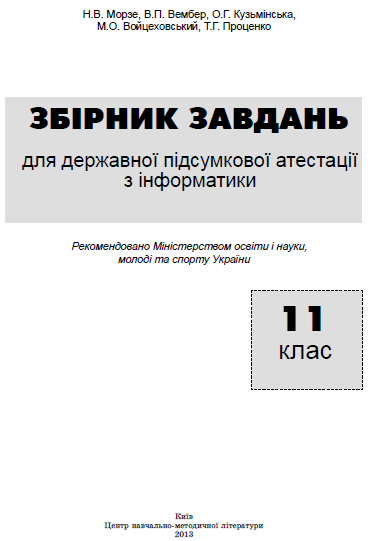 Н.В. Морзе, В.П. Вембер, О.Г. Кузьмінська,
М.О. Войцеховський, Т.Г. Проценко
ЗБІРНИК ЗАВДАНЬ
для державної підсумкової атестації
з інформатики
Рекомендовано Міністерством освіти і науки,
молоді та спорту України
11
клас
Київ
Центр навчально-методичної літератури
2013